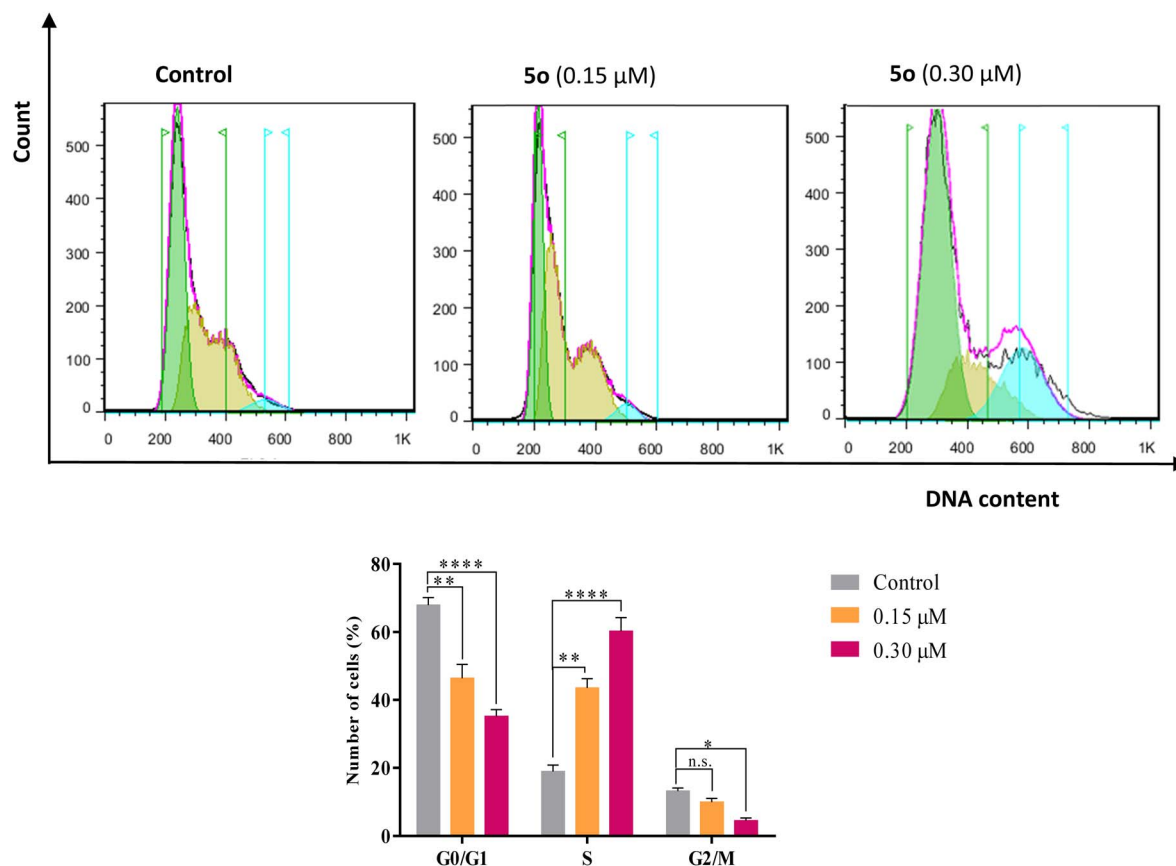 Control
5o (0.15 μM)
5o (0.30 μM)
Count
500
400
300
200
100
0
0 200 400 600 800 1K
500
400
300
200
100
0
0 200 400 600 800 1K
500
400
300
200
100
0
0 200 400 600 800 1K
DNA content
Number of cells (%)
80
60
40
20
0
****
**
****
**
*
n.s.
G0/G1 S G2/M
Control
0.15 μM
0.30 μM